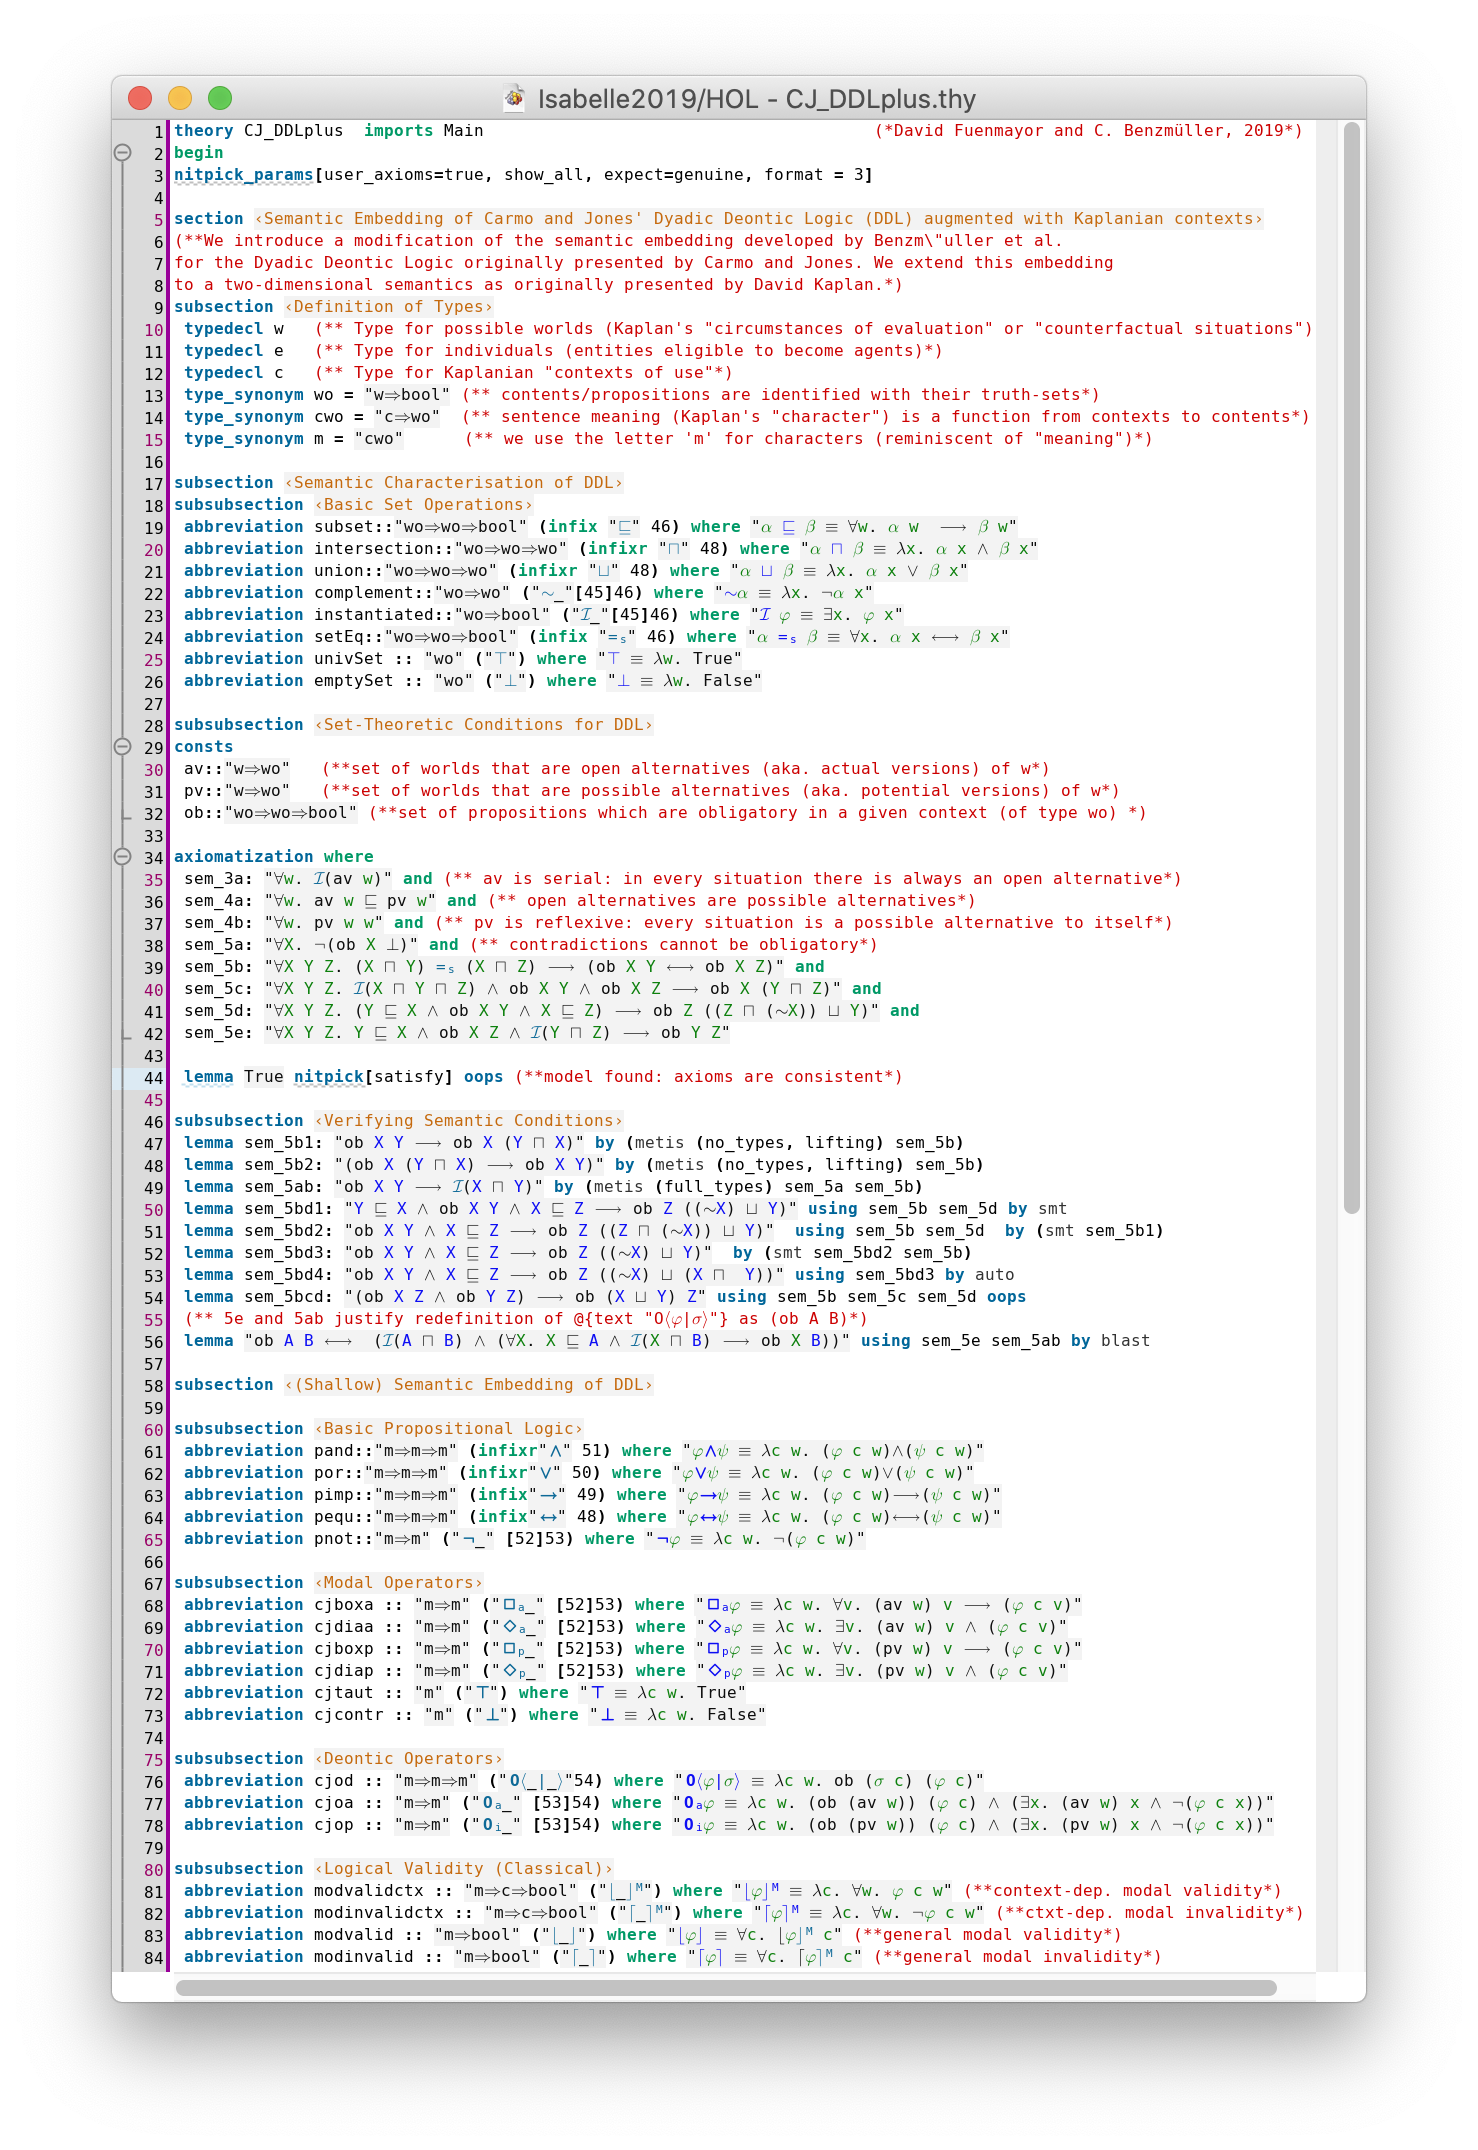 Isabelle2019/HOL - CJ_DDLplus.thy
1 theory CJ_DDLplus  imports Main (*David Fuenmayor and C. Benzmüller, 2019*)
2 begin
3 nitpick_params[user_axioms=true, show_all, expect=genuine, format = 3]
4
5 section ‹Semantic Embedding of Carmo and Jones' Dyadic Deontic Logic (DDL) augmented with Kaplanian contexts›
6 (**We introduce a modification of the semantic embedding developed by Benzm\"uller et al.
7 for the Dyadic Deontic Logic originally presented by Carmo and Jones. We extend this embedding
8 to a two-dimensional semantics as originally presented by David Kaplan.*)
9 subsection ‹Definition of Types›
10 typedecl w   (** Type for possible worlds (Kaplan's "circumstances of evaluation" or "counterfactual situations")
11 typedecl e   (** Type for individuals (entities eligible to become agents)*)
12 typedecl c   (** Type for Kaplanian "contexts of use"*)
13 type_synonym wo = "w⇒bool" (** contents/propositions are identified with their truth-sets*)
14 type_synonym cwo = "c⇒wo"  (** sentence meaning (Kaplan's "character") is a function from contexts to contents*)
15 type_synonym m = "cwo"      (** we use the letter 'm' for characters (reminiscent of "meaning")*)
16
17 subsection ‹Semantic Characterisation of DDL›
18 subsubsection ‹Basic Set Operations›
19 abbreviation subset::"wo⇒wo⇒bool" (infix "⊑" 46) where "α ⊑ β ≡ ∀w. α w  ⟶ β w"
20 abbreviation intersection::"wo⇒wo⇒wo" (infixr "⊓" 48) where "α ⊓ β ≡ λx. α x ∧ β x"
21 abbreviation union::"wo⇒wo⇒wo" (infixr "⊔" 48) where "α ⊔ β ≡ λx. α x ∨ β x"
22 abbreviation complement::"wo⇒wo" ("∼_"[45]46) where "∼α ≡ λx. ¬α x"
23 abbreviation instantiated::"wo⇒bool" ("ℐ_"[45]46) where "ℐ φ ≡ ∃x. φ x"
24 abbreviation setEq::"wo⇒wo⇒bool" (infix "=ₛ" 46) where "α =ₛ β ≡ ∀x. α x ⟷ β x"
25 abbreviation univSet :: "wo" ("⊤") where "⊤ ≡ λw. True"
26 abbreviation emptySet :: "wo" ("⊥") where "⊥ ≡ λw. False"
27
28 subsubsection ‹Set-Theoretic Conditions for DDL›
29 consts
30 av::"w⇒wo"   (**set of worlds that are open alternatives (aka. actual versions) of w*)
31 pv::"w⇒wo"   (**set of worlds that are possible alternatives (aka. potential versions) of w*)
32 ob::"wo⇒wo⇒bool" (**set of propositions which are obligatory in a given context (of type wo) *)
33
34 axiomatization where
35 sem_3a: "∀w. ℐ(av w)" and (** av is serial: in every situation there is always an open alternative*)
36 sem_4a: "∀w. av w ⊑ pv w" and (** open alternatives are possible alternatives*)
37 sem_4b: "∀w. pv w w" and (** pv is reflexive: every situation is a possible alternative to itself*)
38 sem_5a: "∀X. ¬(ob X ⊥)" and (** contradictions cannot be obligatory*)
39 sem_5b: "∀X Y Z. (X ⊓ Y) =ₛ (X ⊓ Z) ⟶ (ob X Y ⟷ ob X Z)" and
40 sem_5c: "∀X Y Z. ℐ(X ⊓ Y ⊓ Z) ∧ ob X Y ∧ ob X Z ⟶ ob X (Y ⊓ Z)" and
41 sem_5d: "∀X Y Z. (Y ⊑ X ∧ ob X Y ∧ X ⊑ Z) ⟶ ob Z ((Z ⊓ (∼X)) ⊔ Y)" and
42 sem_5e: "∀X Y Z. Y ⊑ X ∧ ob X Z ∧ ℐ(Y ⊓ Z) ⟶ ob Y Z"
43
44 lemma True nitpick[satisfy] oops (**model found: axioms are consistent*)
45
46 subsubsection ‹Verifying Semantic Conditions›
47 lemma sem_5b1: "ob X Y ⟶ ob X (Y ⊓ X)" by (metis (no_types, lifting) sem_5b)
48 lemma sem_5b2: "(ob X (Y ⊓ X) ⟶ ob X Y)" by (metis (no_types, lifting) sem_5b)
49 lemma sem_5ab: "ob X Y ⟶ ℐ(X ⊓ Y)" by (metis (full_types) sem_5a sem_5b)
50 lemma sem_5bd1: "Y ⊑ X ∧ ob X Y ∧ X ⊑ Z ⟶ ob Z ((∼X) ⊔ Y)" using sem_5b sem_5d by smt
51 lemma sem_5bd2: "ob X Y ∧ X ⊑ Z ⟶ ob Z ((Z ⊓ (∼X)) ⊔ Y)"  using sem_5b sem_5d  by (smt sem_5b1)
52 lemma sem_5bd3: "ob X Y ∧ X ⊑ Z ⟶ ob Z ((∼X) ⊔ Y)"  by (smt sem_5bd2 sem_5b)
53 lemma sem_5bd4: "ob X Y ∧ X ⊑ Z ⟶ ob Z ((∼X) ⊔ (X ⊓  Y))" using sem_5bd3 by auto
54 lemma sem_5bcd: "(ob X Z ∧ ob Y Z) ⟶ ob (X ⊔ Y) Z" using sem_5b sem_5c sem_5d oops
55 (** 5e and 5ab justify redefinition of @{text "O⟨φ|σ⟩"} as (ob A B)*)
56 lemma "ob A B ⟷  (ℐ(A ⊓ B) ∧ (∀X. X ⊑ A ∧ ℐ(X ⊓ B) ⟶ ob X B))" using sem_5e sem_5ab by blast
57
58 subsection ‹(Shallow) Semantic Embedding of DDL›
59
60 subsubsection ‹Basic Propositional Logic›
61 abbreviation pand::"m⇒m⇒m" (infixr"∧" 51) where "φ∧ψ ≡ λc w. (φ c w)∧(ψ c w)"
62 abbreviation por::"m⇒m⇒m" (infixr"∨" 50) where "φ∨ψ ≡ λc w. (φ c w)∨(ψ c w)"
63 abbreviation pimp::"m⇒m⇒m" (infix"→" 49) where "φ→ψ ≡ λc w. (φ c w)⟶(ψ c w)"
64 abbreviation pequ::"m⇒m⇒m" (infix"↔" 48) where "φ↔ψ ≡ λc w. (φ c w)⟷(ψ c w)"
65 abbreviation pnot::"m⇒m" ("¬_" [52]53) where "¬φ ≡ λc w. ¬(φ c w)"
66
67 subsubsection ‹Modal Operators›
68 abbreviation cjboxa :: "m⇒m" ("□ₐ_" [52]53) where "□ₐφ ≡ λc w. ∀v. (av w) v ⟶ (φ c v)"
69 abbreviation cjdiaa :: "m⇒m" ("◇ₐ_" [52]53) where "◇ₐφ ≡ λc w. ∃v. (av w) v ∧ (φ c v)"
70 abbreviation cjboxp :: "m⇒m" ("□ₚ_" [52]53) where "□ₚφ ≡ λc w. ∀v. (pv w) v ⟶ (φ c v)"
71 abbreviation cjdiap :: "m⇒m" ("◇ₚ_" [52]53) where "◇ₚφ ≡ λc w. ∃v. (pv w) v ∧ (φ c v)"
72 abbreviation cjtaut :: "m" ("⊤") where "⊤ ≡ λc w. True"
73 abbreviation cjcontr :: "m" ("⊥") where "⊥ ≡ λc w. False"
74
75 subsubsection ‹Deontic Operators›
76 abbreviation cjod :: "m⇒m⇒m" ("O⟨_|_⟩"54) where "O⟨φ|σ⟩ ≡ λc w. ob (σ c) (φ c)"
77 abbreviation cjoa :: "m⇒m" ("Oₐ_" [53]54) where "Oₐφ ≡ λc w. (ob (av w)) (φ c) ∧ (∃x. (av w) x ∧ ¬(φ c x))"
78 abbreviation cjop :: "m⇒m" ("Oᵢ_" [53]54) where "Oᵢφ ≡ λc w. (ob (pv w)) (φ c) ∧ (∃x. (pv w) x ∧ ¬(φ c x))"
79
80 subsubsection ‹Logical Validity (Classical)›
81 abbreviation modvalidctx :: "m⇒c⇒bool" ("⌊_⌋ᴹ") where "⌊φ⌋ᴹ ≡ λc. ∀w. φ c w" (**context-dep. modal validity*)
82 abbreviation modinvalidctx :: "m⇒c⇒bool" ("⌈_⌉ᴹ") where "⌈φ⌉ᴹ ≡ λc. ∀w. ¬φ c w" (**ctxt-dep. modal invalidity*)
83 abbreviation modvalid :: "m⇒bool" ("⌊_⌋") where "⌊φ⌋ ≡ ∀c. ⌊φ⌋ᴹ c" (**general modal validity*)
84 abbreviation modinvalid :: "m⇒bool" ("⌈_⌉") where "⌈φ⌉ ≡ ∀c. ⌈φ⌉ᴹ c" (**general modal invalidity*)